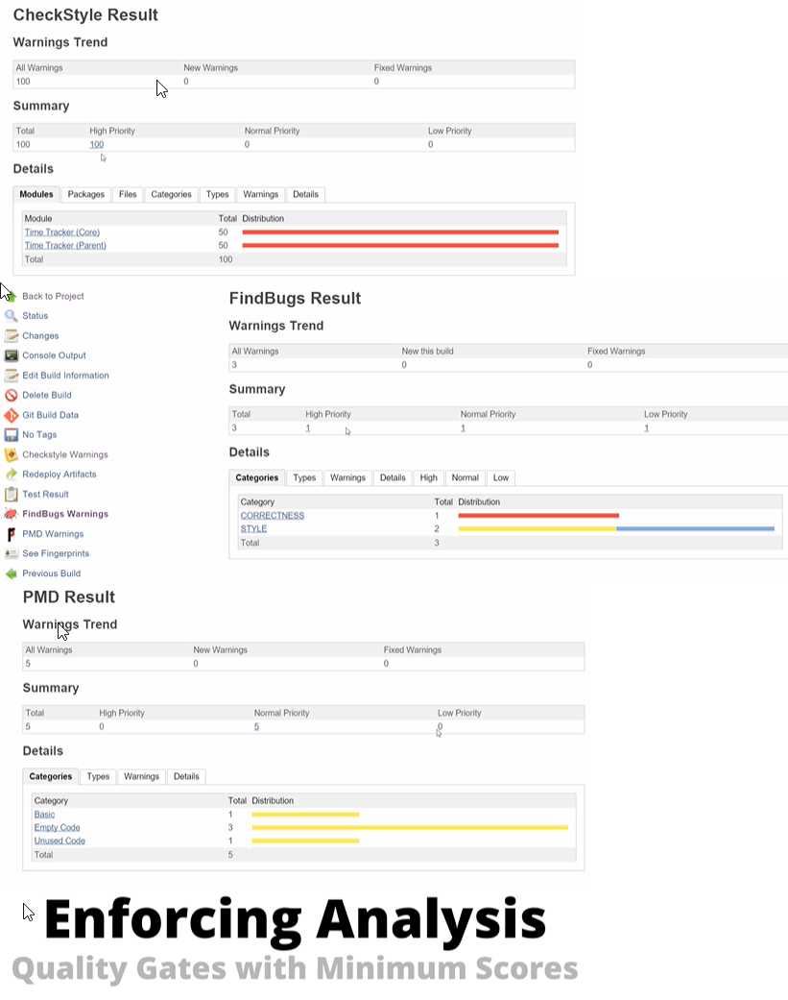 CheckStyle Result
Warnings Trend
All Warnings New Warnings Fixed Warnings
100 0 0
Summary
Total High Priority Normal Priority Low Priority
100 100 0 0
Details
Modules Packages Files Categories Types Warnings Details
Module Total Distribution
Time Tracker (Core) 50
Time Tracker (Parent) 50
Total 100
Back to Project
Status
Changes
Console Output
Edit Build Information
Delete Build
Git Build Data
No Tags
Checkstyle Warnings
Redeploy Artifacts
Test Result
FindBugs Warnings
PMD Warnings
See Fingerprints
Previous Build
FindBugs Result
Warnings Trend
All Warnings New this build Fixed Warnings
3 0 0
Summary
Total High Priority Normal Priority Low Priority
3 1 1 1
Details
Categories Types Warnings Details High Normal Low
Category Total Distribution
CORRECTNESS 1
STYLE 2
Total 3
PMD Result
Warnings Trend
All Warnings New Warnings Fixed Warnings
5 0 0
Summary
Total High Priority Normal Priority Low Priority
5 0 5 0
Details
Categories Types Warnings Details
Category Total Distribution
Basic 1
Empty Code 3
Unused Code 1
Total 5
Enforcing Analysis
Quality Gates with Minimum Scores